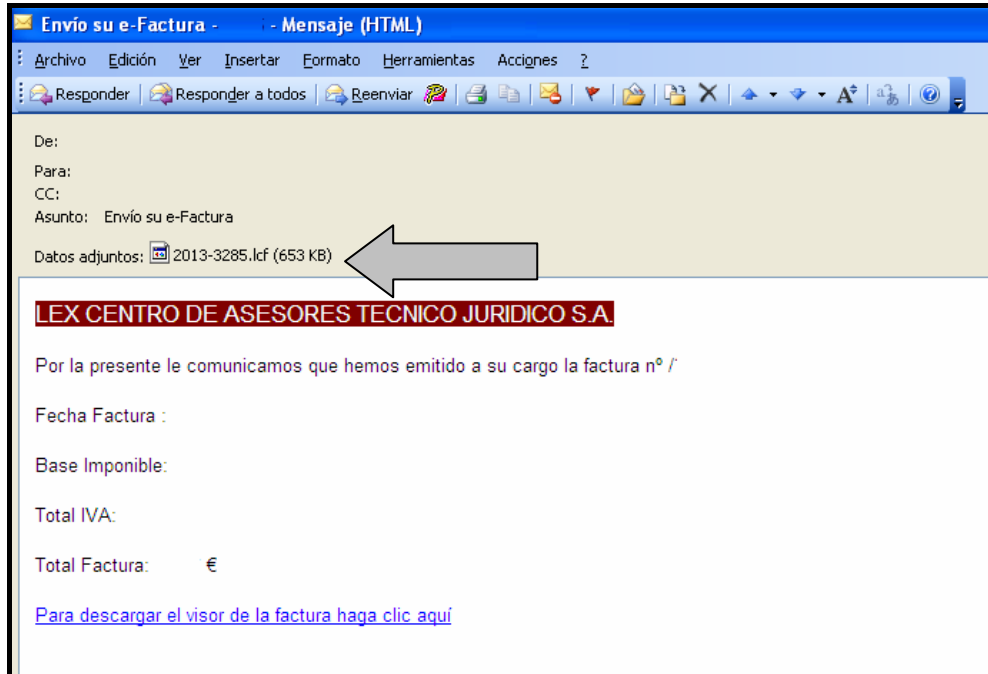 Envío su e-Factura - - Mensaje (HTML)
Archivo Edición Ver Insertar Formato Herramientas Acciones ?
Responder Responder a todos Reenviar
De:
Para:
CC:
Asunto: Envío su e-Factura
Datos adjuntos: 2013-3285.lcf (653 KB)
LEX CENTRO DE ASESORES TECNICO JURIDICO S.A.
Por la presente le comunicamos que hemos emitido a su cargo la factura nº /
Fecha Factura :
Base Imponible:
Total IVA:
Total Factura: €
Para descargar el visor de la factura haga clic aquí